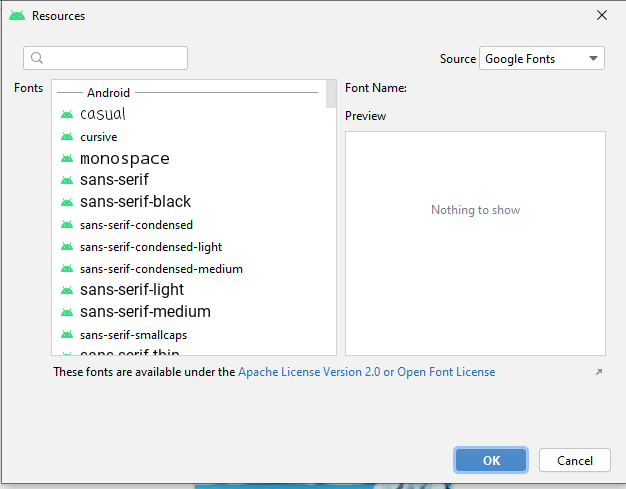 Resources
Source Google Fonts
Fonts
Android
casual
cursive
monospace
sans-serif
sans-serif-black
sans-serif-condensed
sans-serif-condensed-light
sans-serif-condensed-medium
sans-serif-light
sans-serif-medium
sans-serif-smallcaps
sans-serif-thin
Font Name:
Preview
Nothing to show
These fonts are available under the Apache License Version 2.0 or Open Font License
OK Cancel